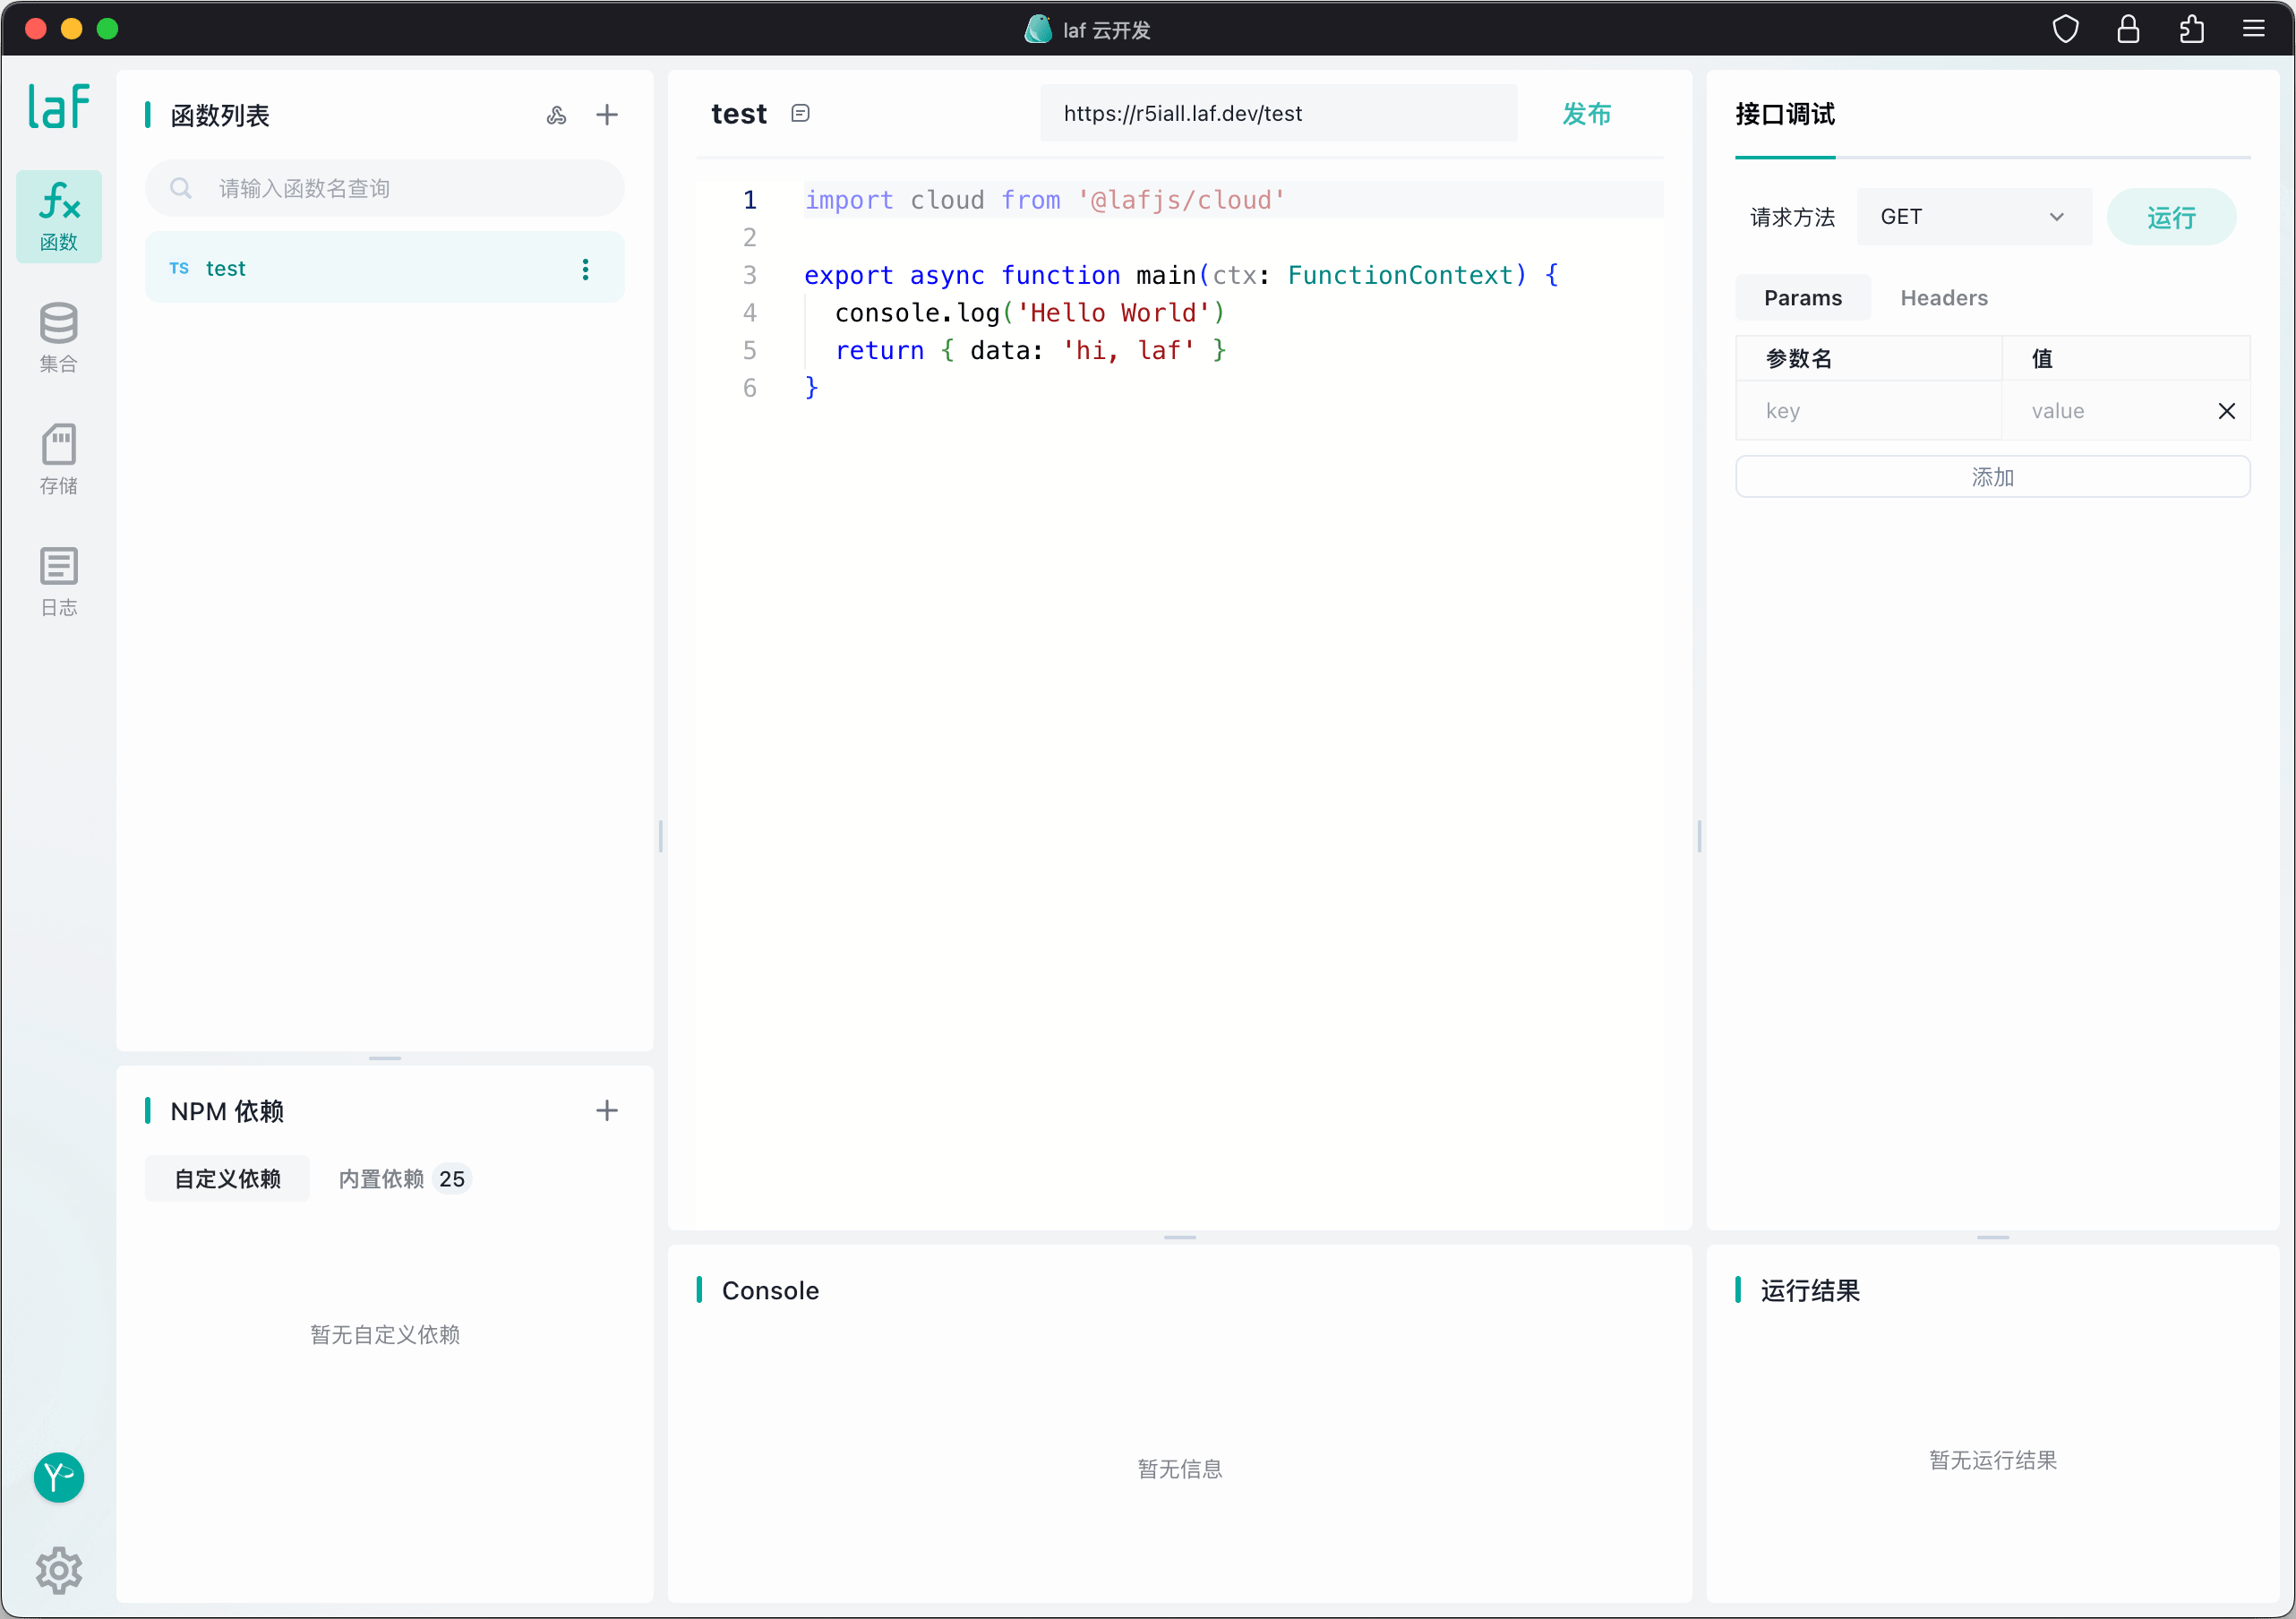 laf 云开发
laf
函数
集合
存储
日志
函数列表
请输入函数名查询
TS test
NPM 依赖
自定义依赖 内置依赖 25
暂无自定义依赖
test https://r5iall.laf.dev/test 发布
1 import cloud from '@lafjs/cloud'
2
3 export async function main(ctx: FunctionContext) {
4 console.log('Hello World')
5 return { data: 'hi, laf' }
6 }
Console
暂无信息
接口调试
请求方法 GET 运行
Params Headers
参数名 值
key value
添加
运行结果
暂无运行结果